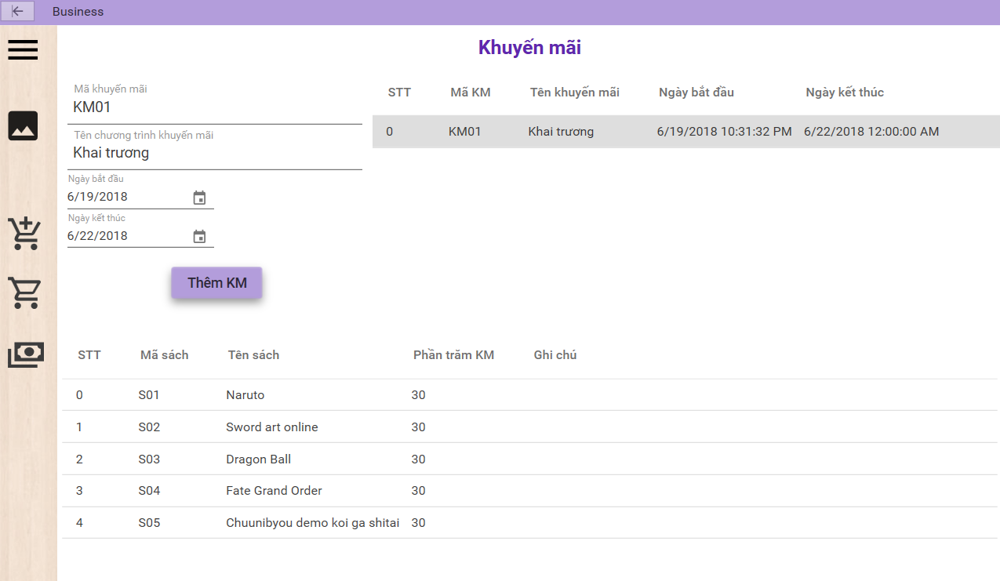 Business
Khuyến mãi
Mã khuyến mãi
KM01
Tên chương trình khuyến mãi
Khai trương
Ngày bắt đầu
6/19/2018
Ngày kết thúc
6/22/2018
Thêm KM
STT Mã KM Tên khuyến mãi Ngày bắt đầu Ngày kết thúc
0 KM01 Khai trương 6/19/2018 10:31:32 PM 6/22/2018 12:00:00 AM
STT Mã sách Tên sách Phần trăm KM Ghi chú
0 S01 Naruto 30
1 S02 Sword art online 30
2 S03 Dragon Ball 30
3 S04 Fate Grand Order 30
4 S05 Chuunibyou demo koi ga shitai 30